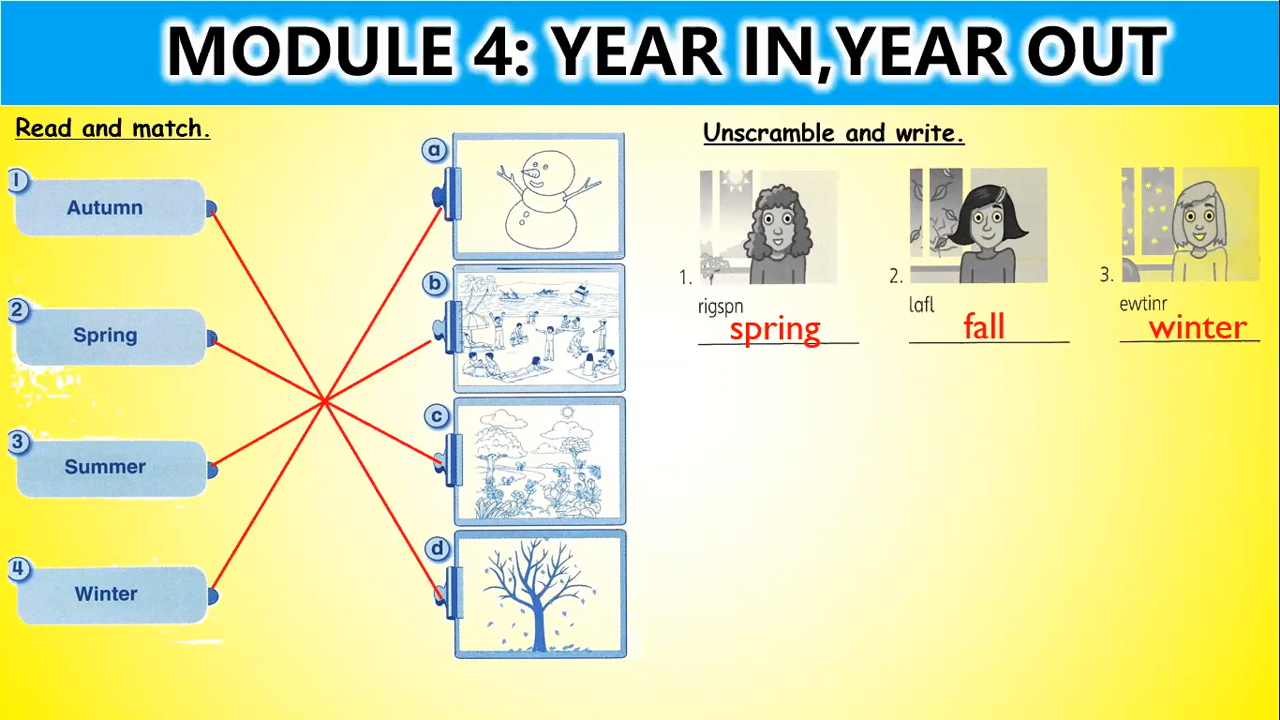 MODULE 4: YEAR IN,YEAR OUT
Read and match.
1
Autumn
2
Spring
3
Summer
4
Winter
a
b
c
d
Unscramble and write.
1.
rigspn
spring
2.
lafl
fall
3.
ewtinr
winter